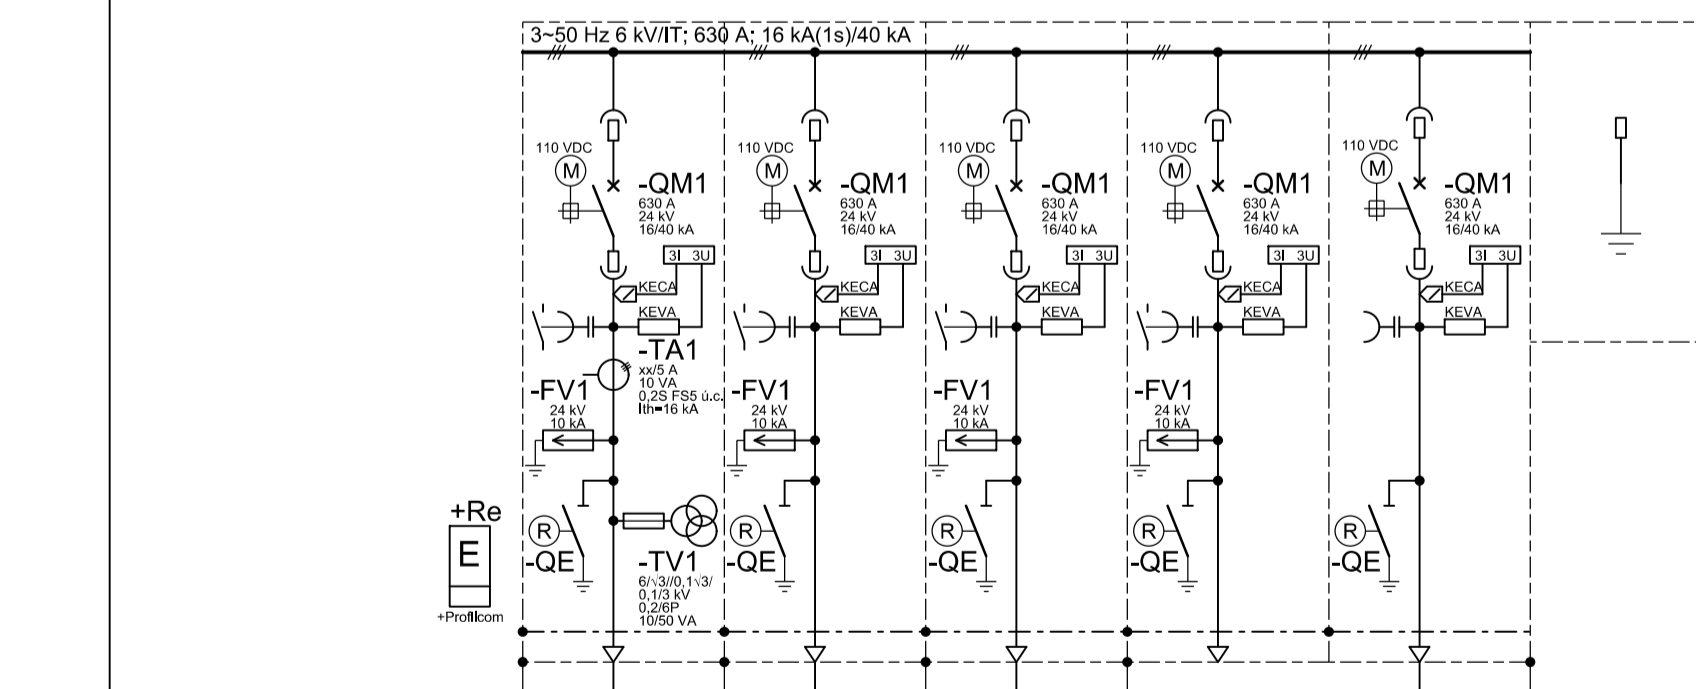 3~50 Hz 6 kV/IT; 630 A; 16 kA(1s)/40 kA
110 VDC
M
-QM1
630 A
24 kV
16/40 kA
3I 3U
KECA
KEVA
-TA1
xx/5 A
10 VA
0,2S FS5 ú.c.
Ith=16 kA
-FV1
24 kV
10 kA
R
-QE
-TV1
6/√3//0,1√3/
0,1/3 kV
0,2/6P
10/50 VA
110 VDC
M
-QM1
630 A
24 kV
16/40 kA
3I 3U
KECA
KEVA
-FV1
24 kV
10 kA
R
-QE
110 VDC
M
-QM1
630 A
24 kV
16/40 kA
3I 3U
KECA
KEVA
-FV1
24 kV
10 kA
R
-QE
110 VDC
M
-QM1
630 A
24 kV
16/40 kA
3I 3U
KECA
KEVA
-FV1
24 kV
10 kA
R
-QE
110 VDC
M
-QM1
630 A
24 kV
16/40 kA
3I 3U
KECA
KEVA
R
-QE
+Re
E
+Profilcom